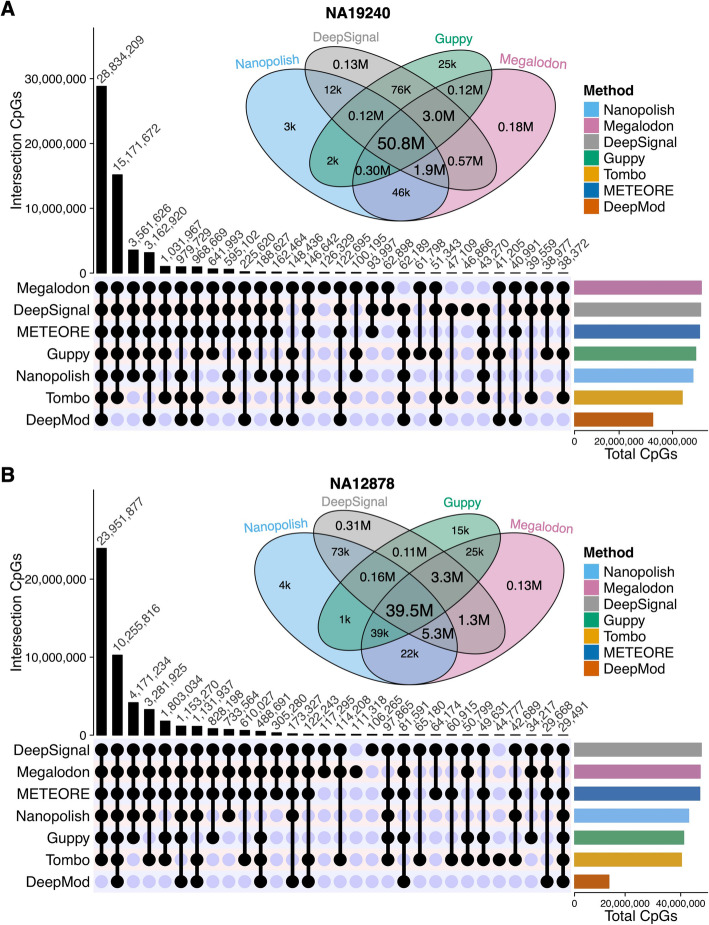 A
NA19240
28,834,209
15,171,672
3,561,626
3,162,920
1,031,967
979,729
968,669
641,993
595,102
225,620
188,627
162,464
148,436
146,642
126,329
122,695
100,195
93,997
62,898
62,189
61,798
51,343
47,109
46,866
43,270
41,205
40,991
39,559
38,977
38,372
Intersection CpGs
30,000,000
20,000,000
10,000,000
0
DeepSignal
Guppy
Nanopolish
Megalodon
0.13M
25k
12k
76K
0.12M
3k
0.12M
3.0M
0.18M
50.8M
2k
0.30M
1.9M
0.57M
46k
Method
Nanopolish
Megalodon
DeepSignal
Guppy
Tombo
METEORE
DeepMod
Megalodon
DeepSignal
METEORE
Guppy
Nanopolish
Tombo
DeepMod
0
20,000,000
40,000,000
Total CpGs
B
NA12878
23,951,877
10,255,816
4,171,234
3,281,925
1,803,034
1,153,270
1,131,937
828,198
733,564
610,027
488,691
305,280
173,327
122,243
117,295
114,208
111,318
106,265
97,865
81,591
65,180
64,174
60,915
50,799
49,631
44,777
42,689
34,217
29,668
29,491
Intersection CpGs
20,000,000
10,000,000
0
DeepSignal
Guppy
Nanopolish
Megalodon
0.31M
15k
73k
0.11M
25k
4k
0.16M
3.3M
0.13M
39.5M
1k
39k
5.3M
1.3M
22k
Method
Nanopolish
Megalodon
DeepSignal
Guppy
Tombo
METEORE
DeepMod
DeepSignal
Megalodon
METEORE
Nanopolish
Guppy
Tombo
DeepMod
0
20,000,000
40,000,000
Total CpGs